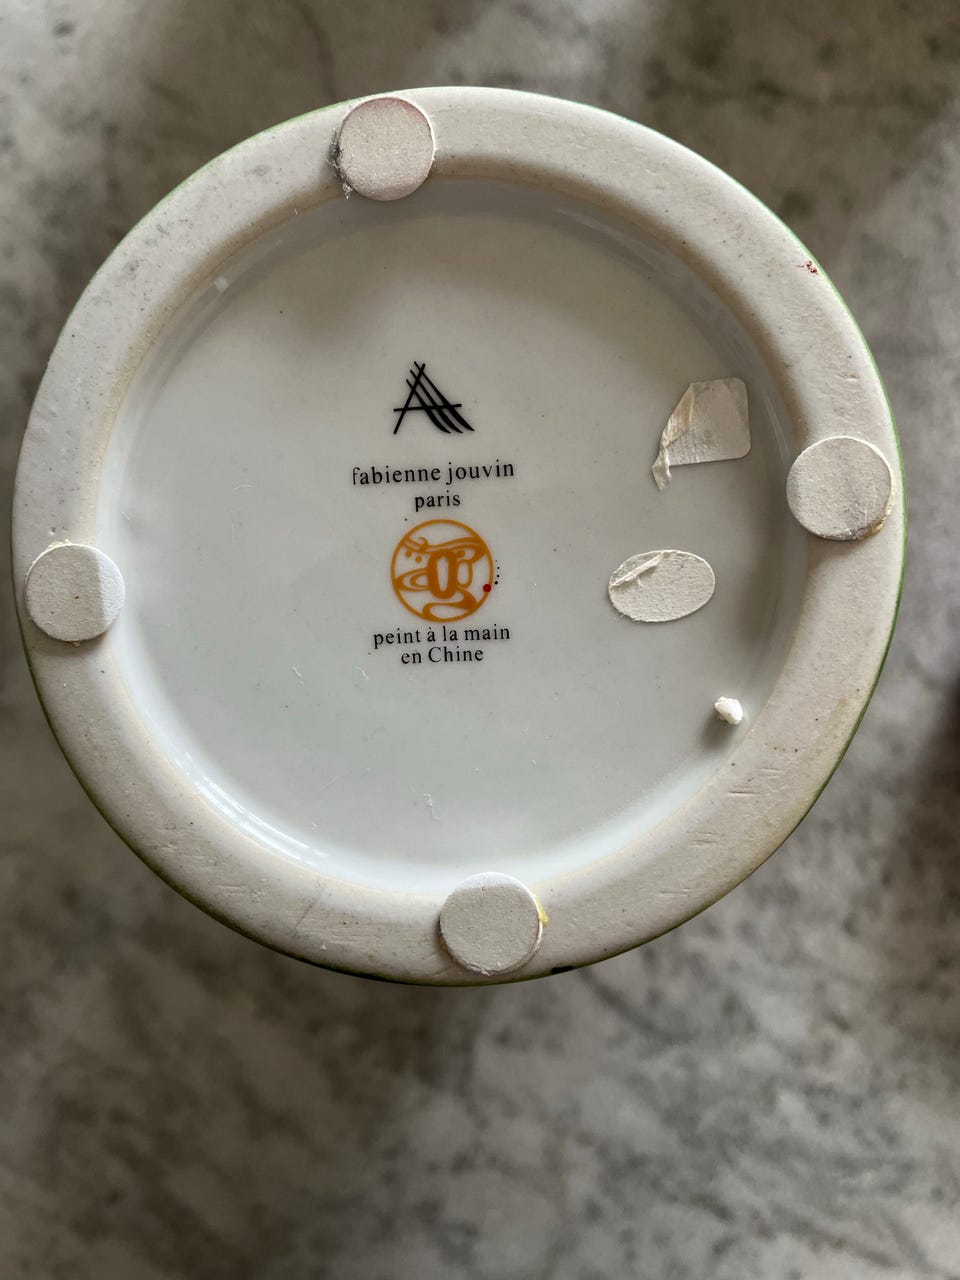 fabienne jouvin
paris
peint à la main
en Chine